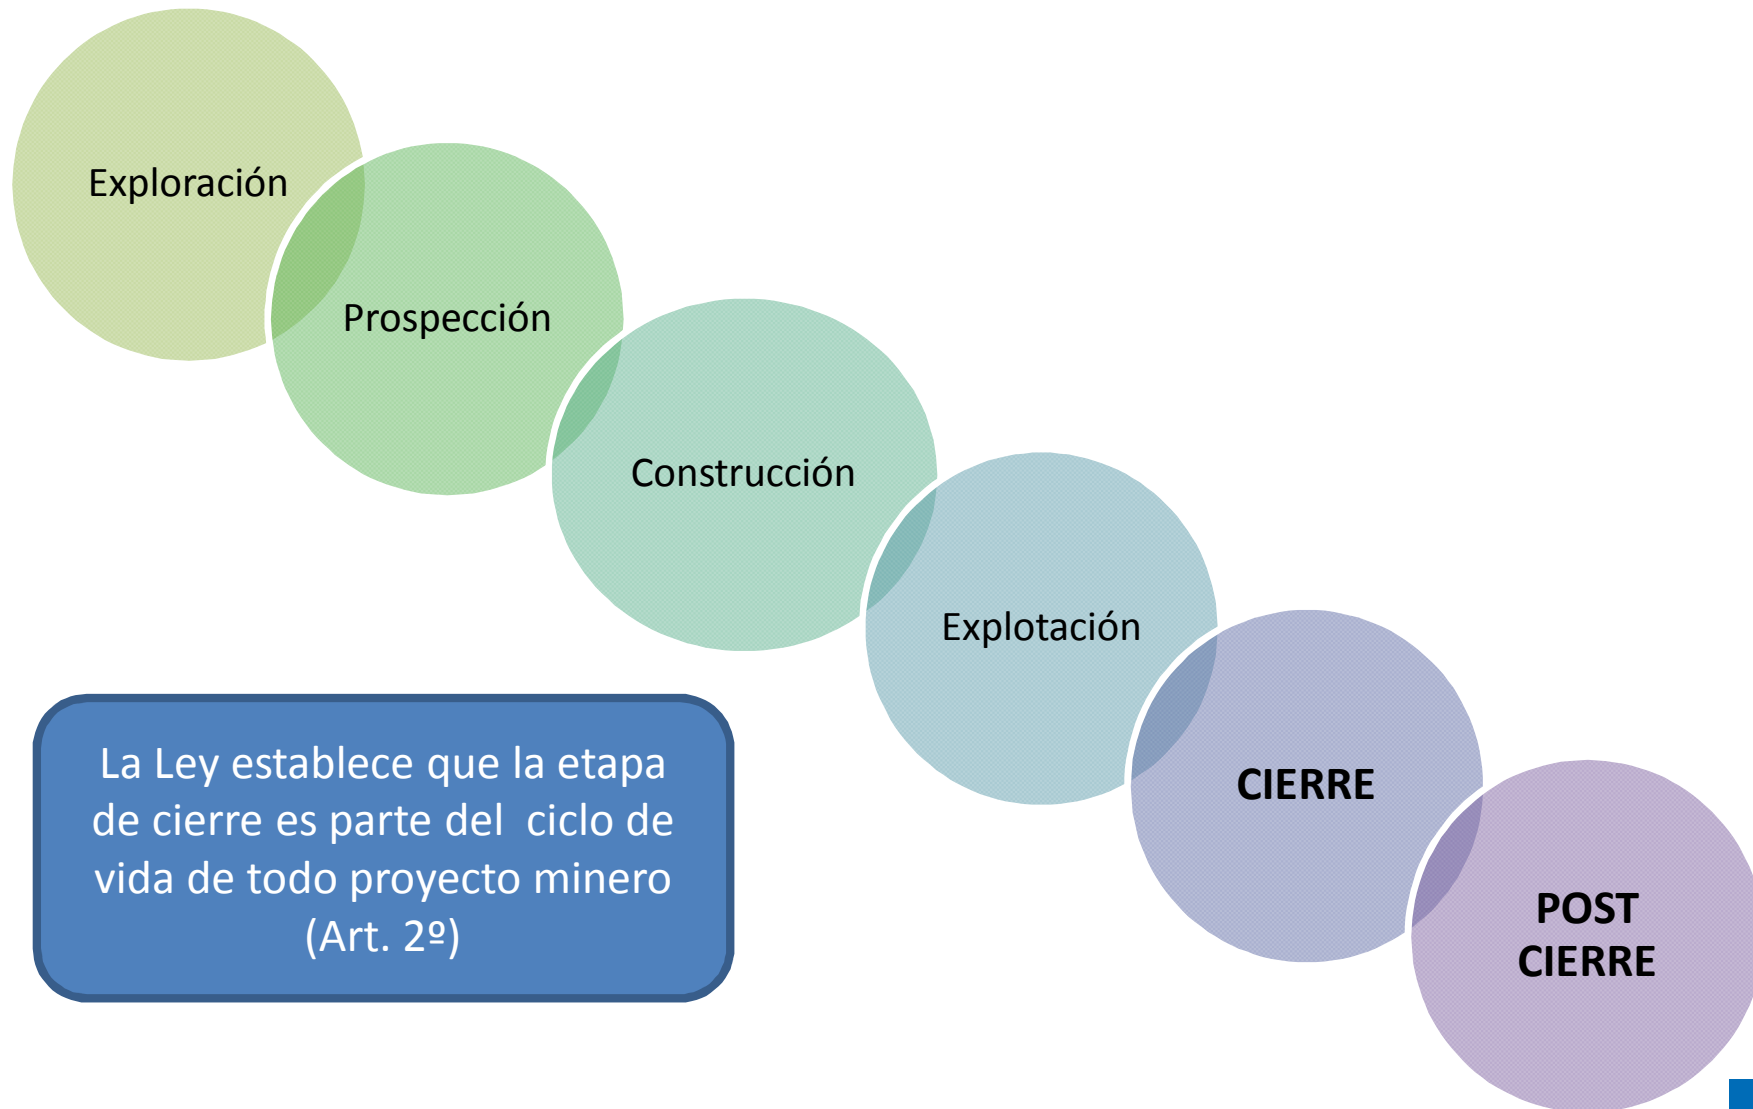 Exploración
Prospección
Construcción
Explotación
CIERRE
POST
CIERRE
La Ley establece que la etapa
de cierre es parte del  ciclo de
vida de todo proyecto minero
(Art. 2º)